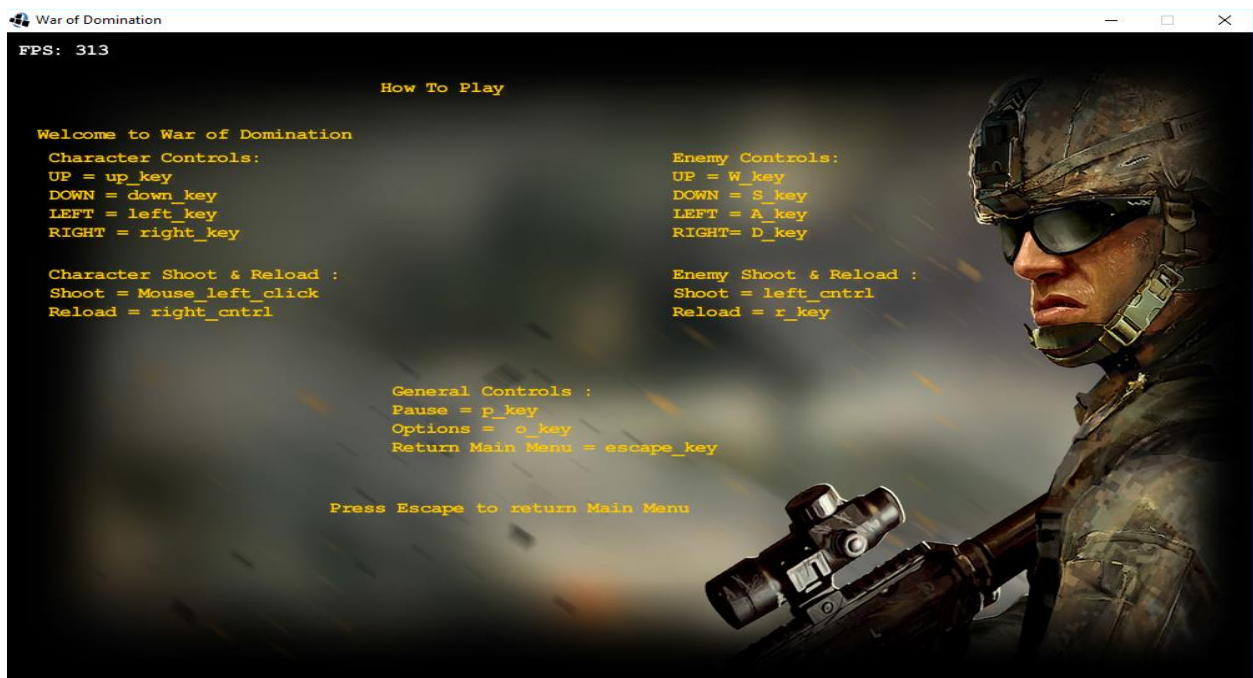 War of Domination
FPS: 313
How To Play
Welcome to War of Domination
Character Controls:
UP = up_key
DOWN = down_key
LEFT = left_key
RIGHT = right_key
Enemy Controls:
UP = W_key
DOWN = S_key
LEFT = A_key
RIGHT= D_key
Character Shoot & Reload :
Shoot = Mouse_left_click
Reload = right_cntrl
Enemy Shoot & Reload :
Shoot = left_cntrl
Reload = r_key
General Controls :
Pause = p_key
Options =  o_key
Return Main Menu = escape_key
Press Escape to return Main Menu